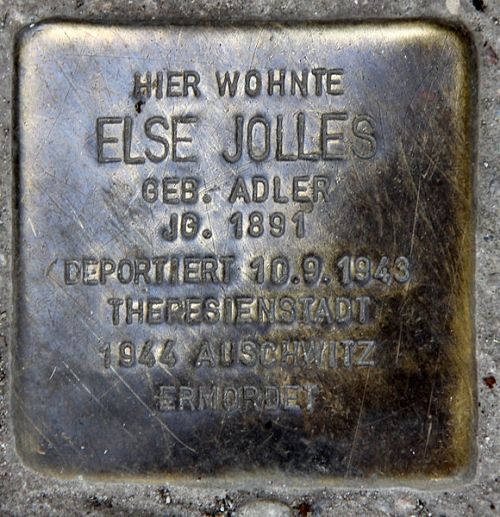 HIER WOHNTE
ELSE JOLLES
GEB. ADLER
JG. 1891
DEPORTIERT 10.9.1943
THERESIENSTADT
1944 AUSCHWITZ
ERMORDET